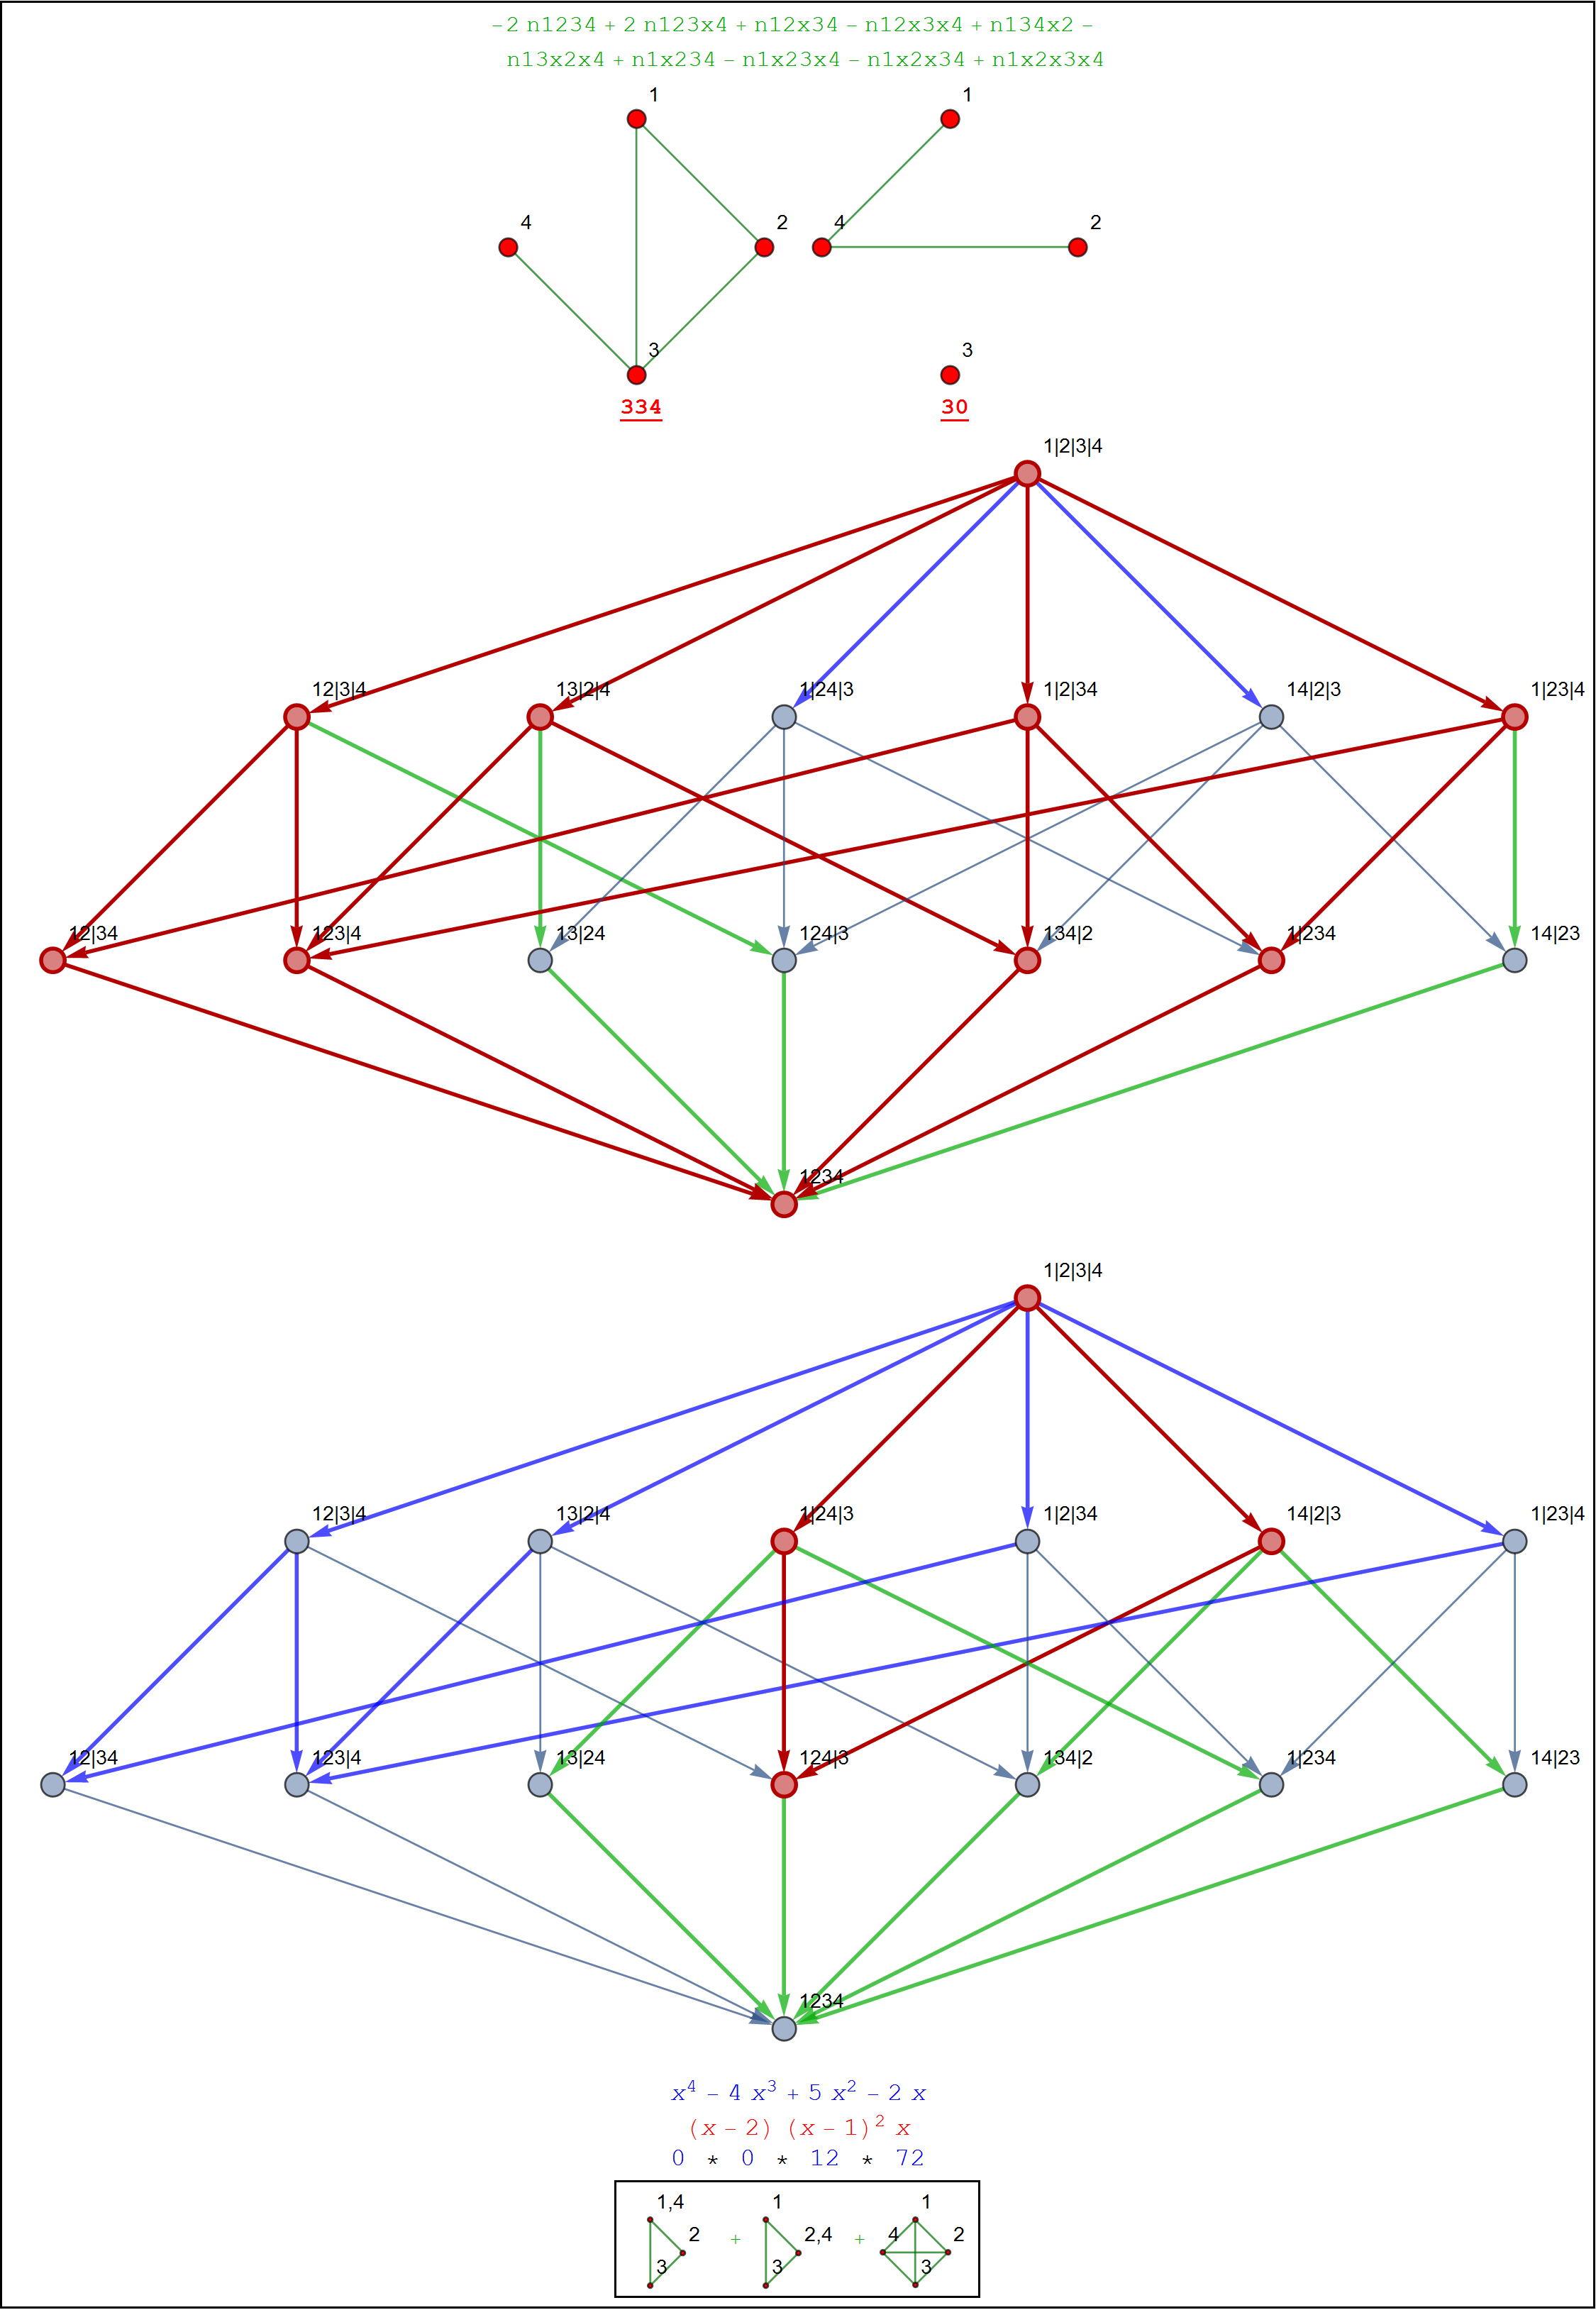 -2 n1234 + 2 n123x4 + n12x34 - n12x3x4 + n134x2 -
n13x2x4 + n1x234 - n1x23x4 - n1x2x34 + n1x2x3x4
1 1
4 2 4 2
3 3
334 30
1|2|3|4
12|3|4 13|2|4 1|24|3 1|2|34 14|2|3 1|23|4
12|34 123|4 13|24 124|3 134|2 1|234 14|23
1234
1|2|3|4
12|3|4 13|2|4 1|24|3 1|2|34 14|2|3 1|23|4
12|34 123|4 13|24 124|3 134|2 1|234 14|23
1234
x⁴ - 4 x³ + 5 x² - 2 x
(x - 2) (x - 1)² x
0 * 0 * 12 * 72
1,4 1 1
2 + 2,4 + 4 2
3 3 3